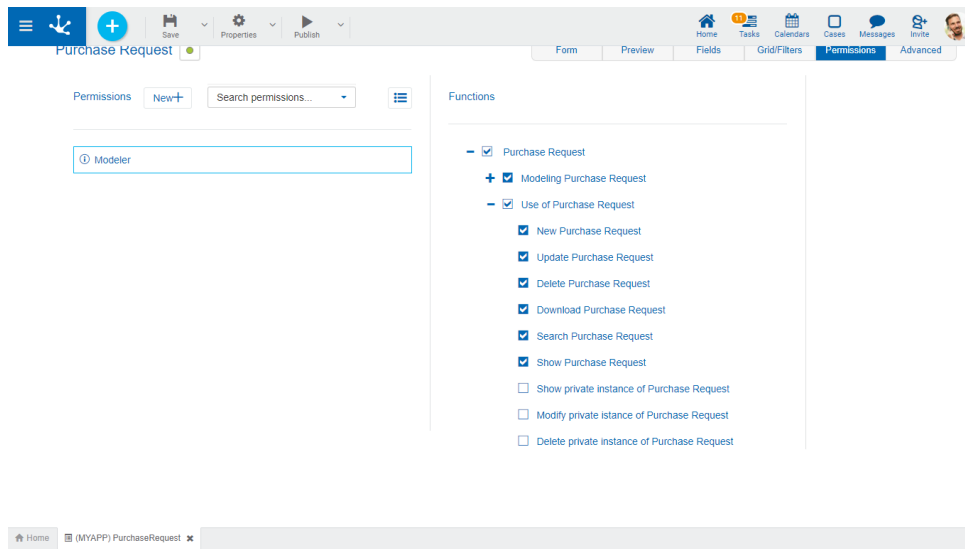 Save
Properties
Publish
Home
11
Tasks
Calendars
Cases
Messages
Invite
Purchase Request
Form
Preview
Fields
Grid/Filters
Permissions
Advanced
Permissions
New+
Search permissions...
Functions
Modeler
Purchase Request
Modeling Purchase Request
Use of Purchase Request
New Purchase Request
Update Purchase Request
Delete Purchase Request
Download Purchase Request
Search Purchase Request
Show Purchase Request
Show private instance of Purchase Request
Modify private istance of Purchase Request
Delete private instance of Purchase Request
Home
(MYAPP) PurchaseRequest